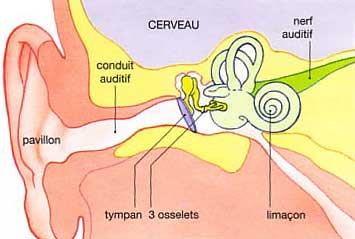 CERVEAU
nerf
auditif
conduit
auditif
pavillon
tympan
3 osselets
limaçon